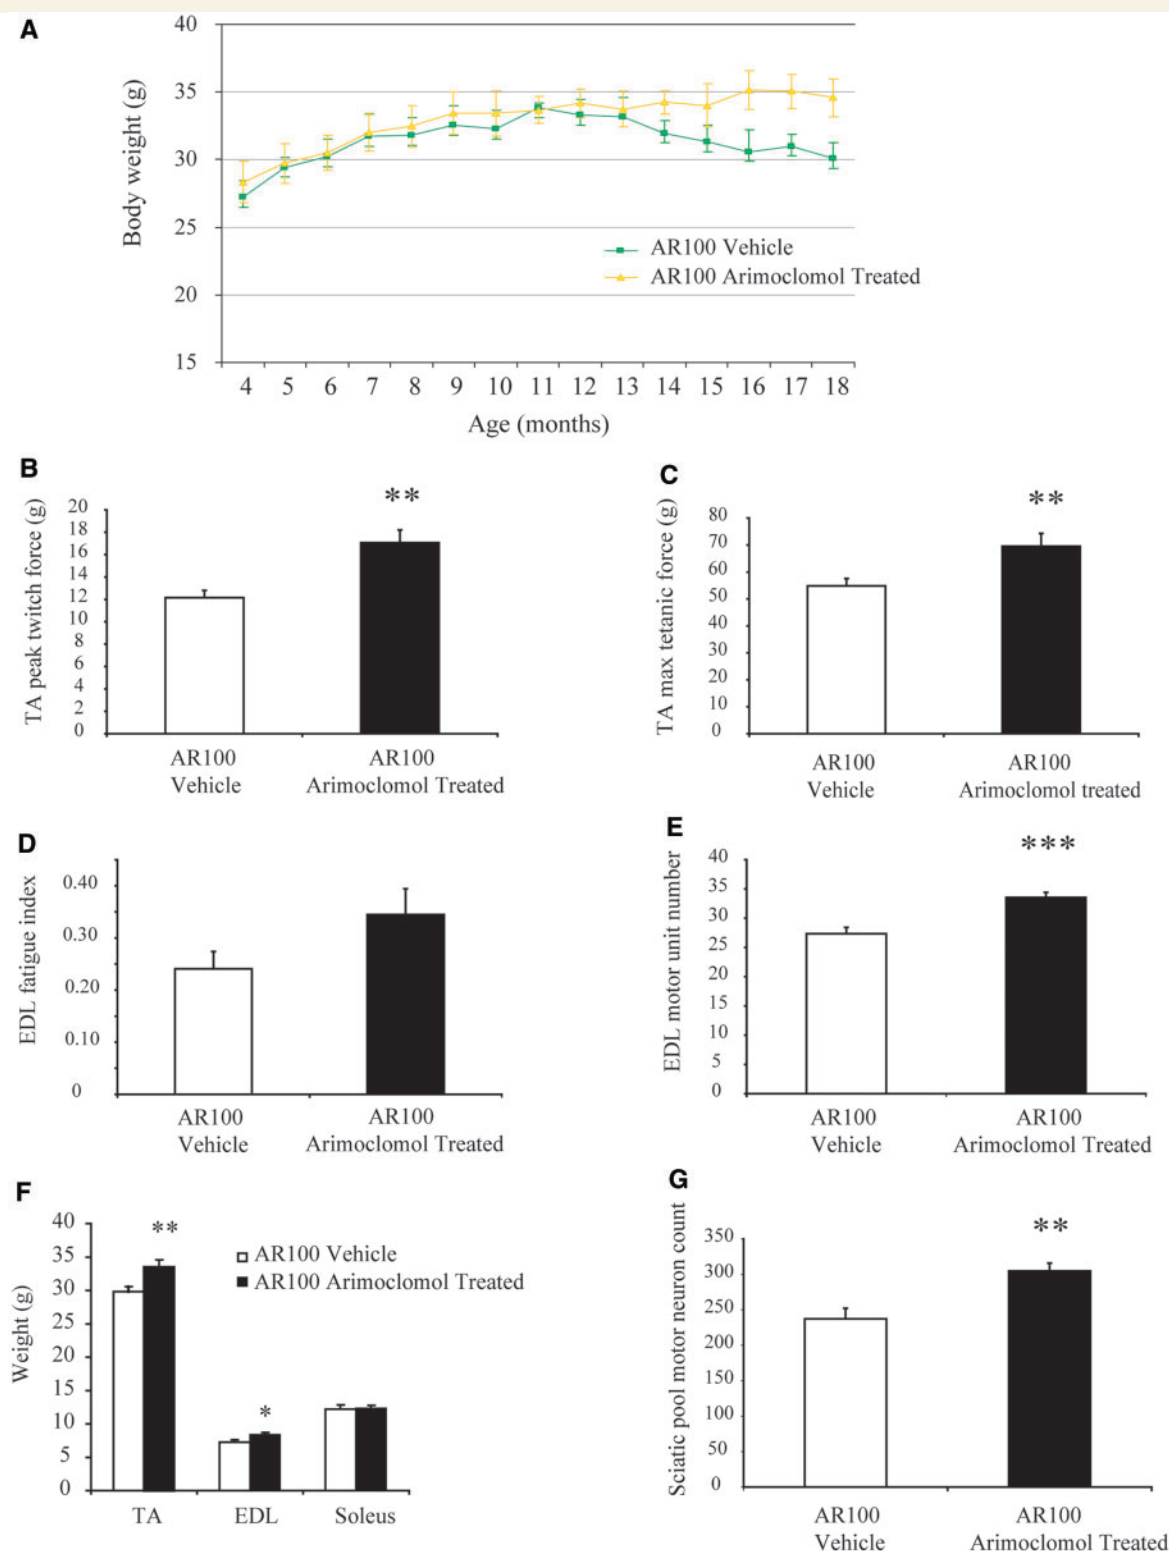 A
Body weight (g)
40
35
30
25
20
15
AR100 Vehicle
AR100 Arimoclomol Treated
4 5 6 7 8 9 10 11 12 13 14 15 16 17 18
Age (months)
B
TA peak twitch force (g)
20
18
16
14
12
10
8
6
4
2
0
**
AR100
Vehicle
AR100
Arimoclomol Treated
C
TA max tetanic force (g)
80
70
60
50
40
30
20
10
0
**
AR100
Vehicle
AR100
Arimoclomol treated
D
EDL fatigue index
0.40
0.30
0.20
0.10
0
AR100
Vehicle
AR100
Arimoclomol Treated
E
EDL motor unit number
40
35
30
25
20
15
10
5
0
***
AR100
Vehicle
AR100
Arimoclomol Treated
F
Weight (g)
40
35
30
25
20
15
10
5
0
**
*
AR100 Vehicle
AR100 Arimoclomol Treated
TA EDL Soleus
G
Sciatic pool motor neuron count
350
300
250
200
150
100
50
0
**
AR100
Vehicle
AR100
Arimoclomol Treated